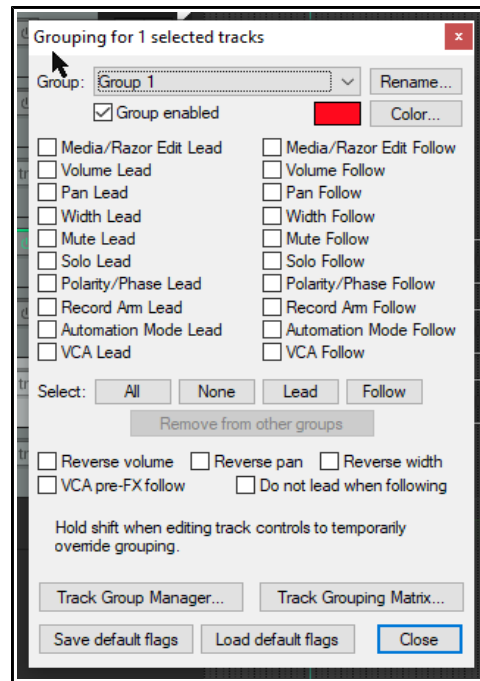 Grouping for 1 selected tracks
Group: Group 1 Rename...
Group enabled Color...
Media/Razor Edit Lead Media/Razor Edit Follow
Volume Lead Volume Follow
Pan Lead Pan Follow
Width Lead Width Follow
Mute Lead Mute Follow
Solo Lead Solo Follow
Polarity/Phase Lead Polarity/Phase Follow
Record Arm Lead Record Arm Follow
Automation Mode Lead Automation Mode Follow
VCA Lead VCA Follow
Select: All None Lead Follow
Remove from other groups
Reverse volume Reverse pan Reverse width
VCA pre-FX follow Do not lead when following
Hold shift when editing track controls to temporarily
override grouping.
Track Group Manager... Track Grouping Matrix...
Save default flags Load default flags Close